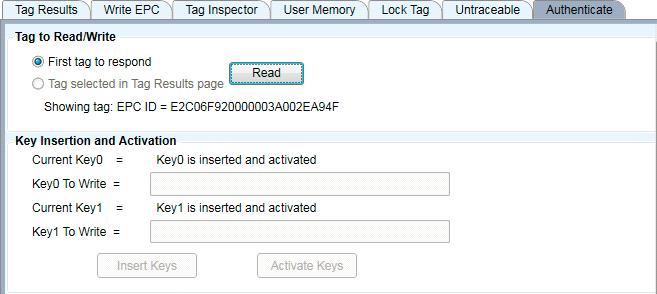 Tag Results Write EPC Tag Inspector User Memory Lock Tag Untraceable Authenticate
Tag to Read/Write
First tag to respond
Read
Tag selected in Tag Results page
Showing tag: EPC ID = E2C06F920000003A002EA94F
Key Insertion and Activation
Current Key0 = Key0 is inserted and activated
Key0 To Write =
Current Key1 = Key1 is inserted and activated
Key1 To Write =
Insert Keys Activate Keys